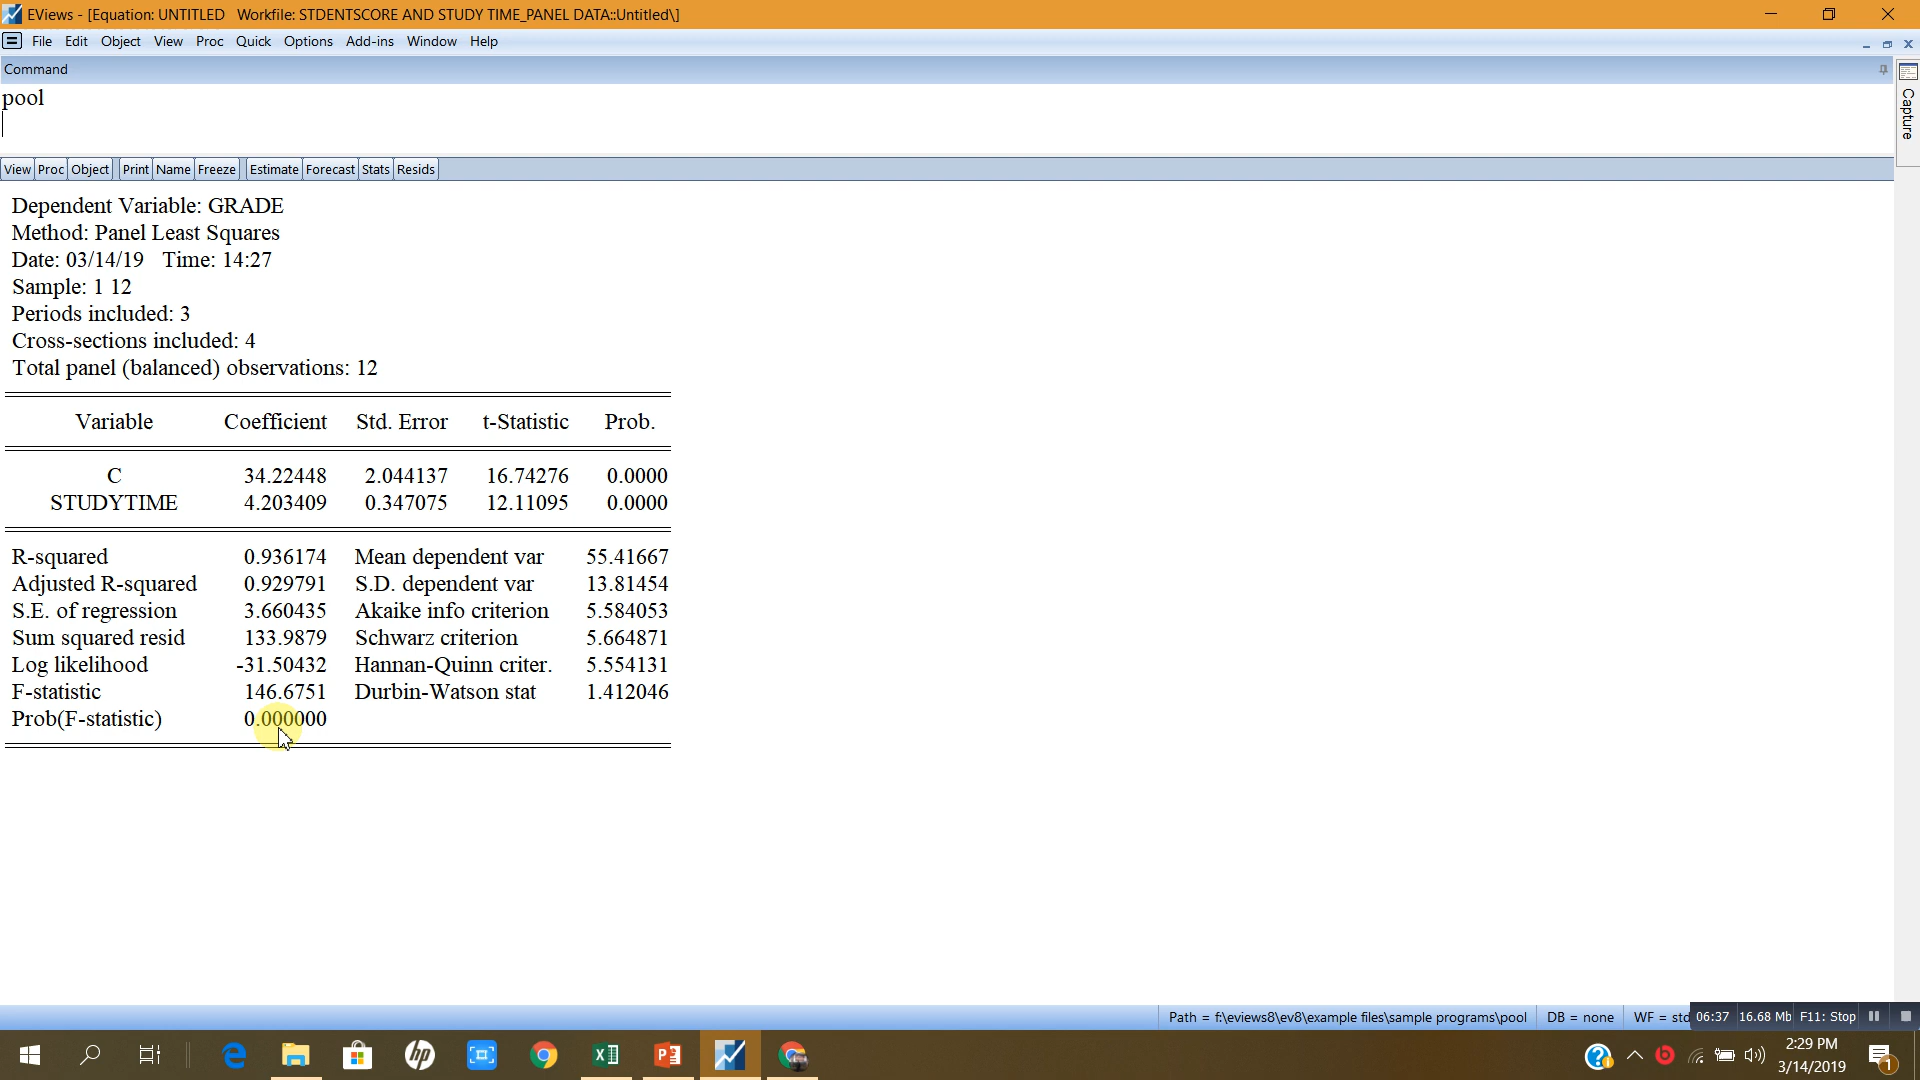 EViews - [Equation: UNTITLED   Workfile: STDENTSCORE AND STUDY TIME_PANEL DATA::Untitled\]
File Edit Object View Proc Quick Options Add-ins Window Help
Command
pool
Capture
View Proc Object Print Name Freeze Estimate Forecast Stats Resids
Dependent Variable: GRADE
Method: Panel Least Squares
Date: 03/14/19   Time: 14:27
Sample: 1 12
Periods included: 3
Cross-sections included: 4
Total panel (balanced) observations: 12
Variable Coefficient Std. Error t-Statistic Prob.
C 34.22448 2.044137 16.74276 0.0000
STUDYTIME 4.203409 0.347075 12.11095 0.0000
R-squared 0.936174 Mean dependent var 55.41667
Adjusted R-squared 0.929791 S.D. dependent var 13.81454
S.E. of regression 3.660435 Akaike info criterion 5.584053
Sum squared resid 133.9879 Schwarz criterion 5.664871
Log likelihood -31.50432 Hannan-Quinn criter. 5.554131
F-statistic 146.6751 Durbin-Watson stat 1.412046
Prob(F-statistic) 0.000000
Path = f:\eviews8\ev8\example files\sample programs\pool DB = none WF = std 06:37 16.68 Mb F11: Stop
2:29 PM
3/14/2019
1